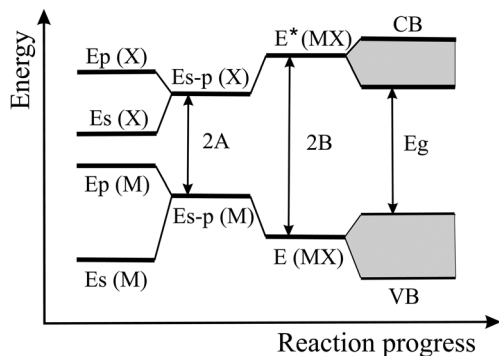 Energy
Ep (X)
Es (X)
Ep (M)
Es (M)
Es-p (X)
2A
Es-p (M)
E* (MX)
2B
E (MX)
CB
Eg
VB
Reaction progress